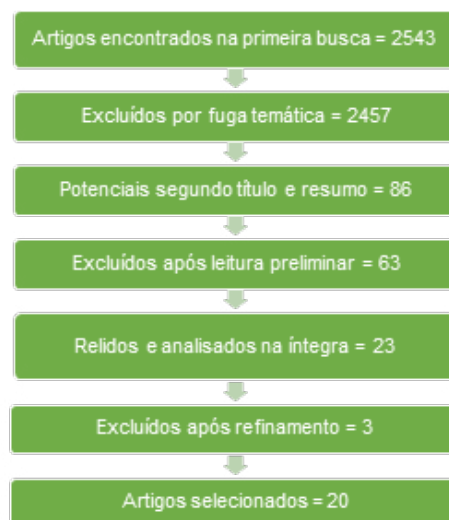 Artigos encontrados na primeira busca = 2543
Excluídos por fuga temática = 2457
Potenciais segundo título e resumo = 86
Excluídos após leitura preliminar = 63
Relidos e analisados na íntegra = 23
Excluídos após refinamento = 3
Artigos selecionados = 20